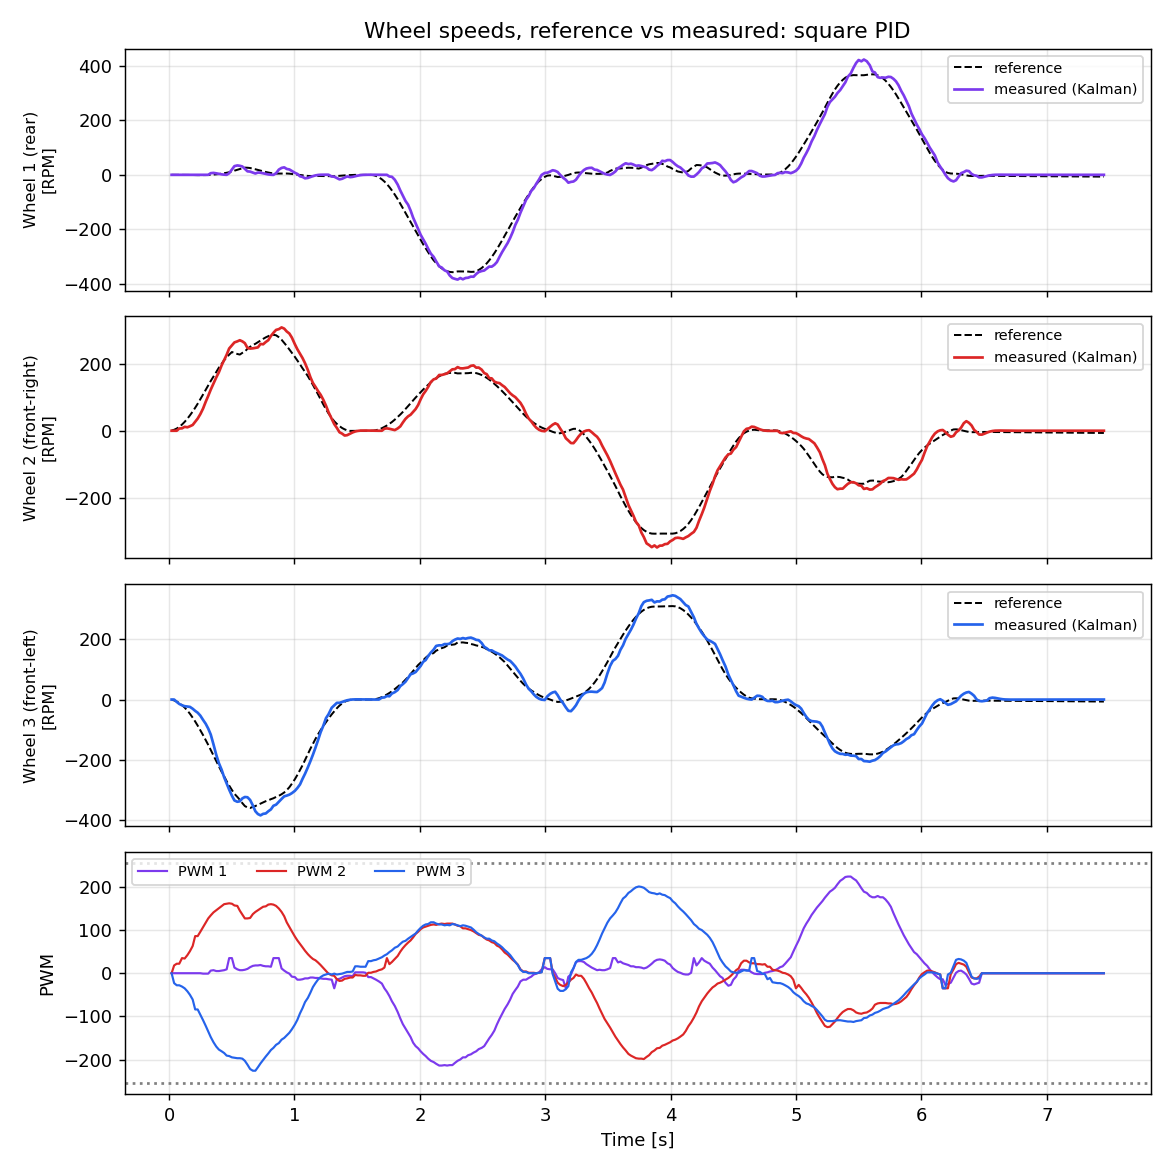 Wheel speeds, reference vs measured: square PID
Wheel 1 (rear)
[RPM]
400
200
0
−200
−400
reference
measured (Kalman)
Wheel 2 (front-right)
[RPM]
200
0
−200
reference
measured (Kalman)
Wheel 3 (front-left)
[RPM]
200
0
−200
−400
reference
measured (Kalman)
PWM
200
100
0
−100
−200
PWM 1
PWM 2
PWM 3
0
1
2
3
4
5
6
7
Time [s]